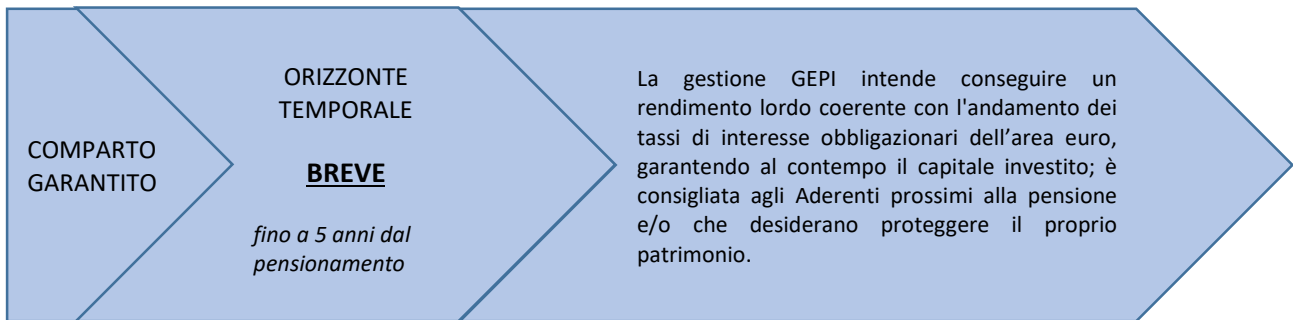 COMPARTO
GARANTITO
ORIZZONTE
TEMPORALE
BREVE
fino a 5 anni dal
pensionamento
La gestione GEPI intende conseguire un
rendimento lordo coerente con l'andamento dei
tassi di interesse obbligazionari dell’area euro,
garantendo al contempo il capitale investito; è
consigliata agli Aderenti prossimi alla pensione
e/o che desiderano proteggere il proprio
patrimonio.